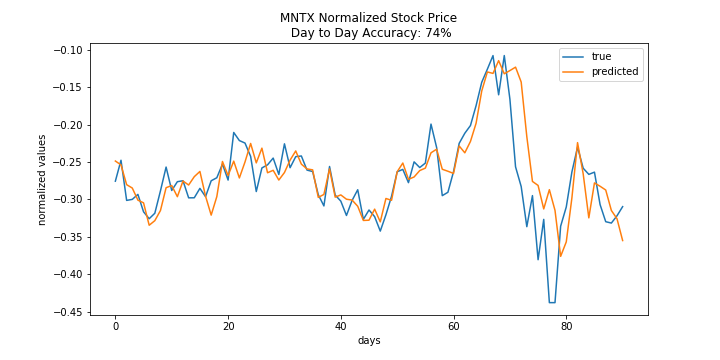 MNTX Normalized Stock Price
Day to Day Accuracy: 74%
true
predicted
normalized values
−0.10
−0.15
−0.20
−0.25
−0.30
−0.35
−0.40
−0.45
0
20
40
60
80
days